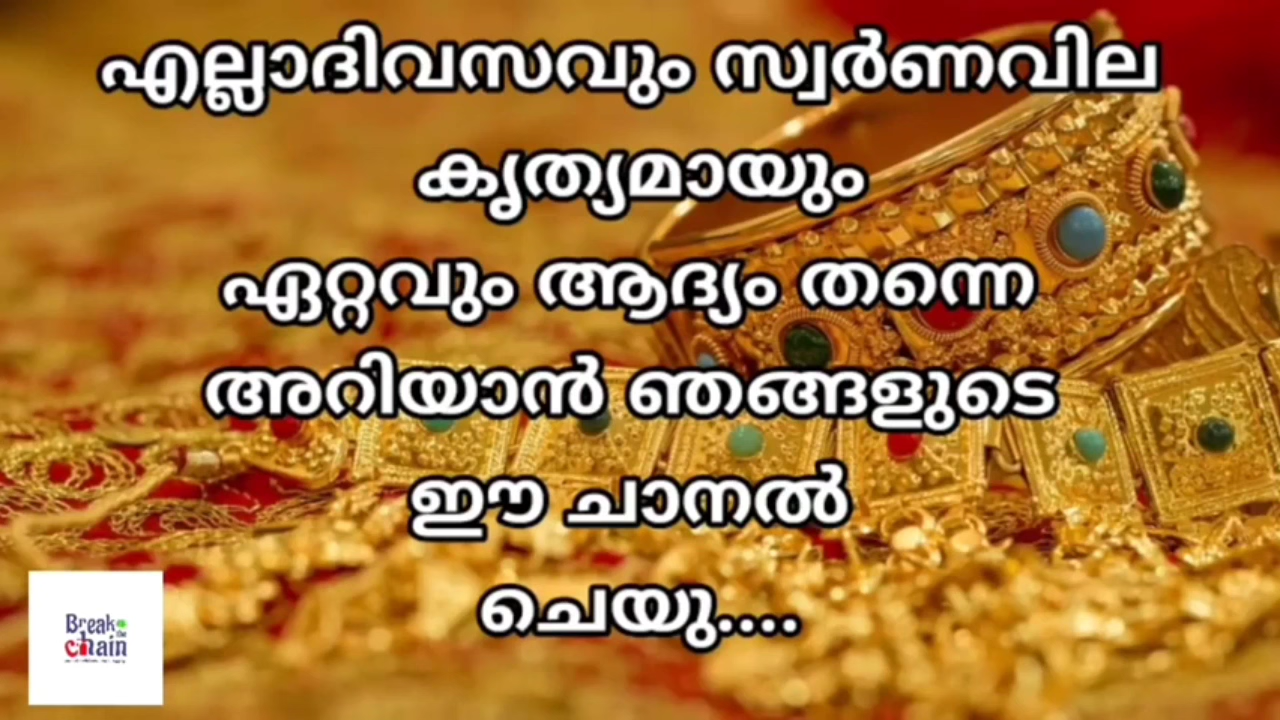 എല്ലാദിവസവും സ്വർണവില
കൃത്യമായും
ഏറ്റവും ആദ്യം തന്നെ
അറിയാൻ ഞങ്ങളുടെ
ഈ ചാനൽ
ചെയു....
Break
the
chain